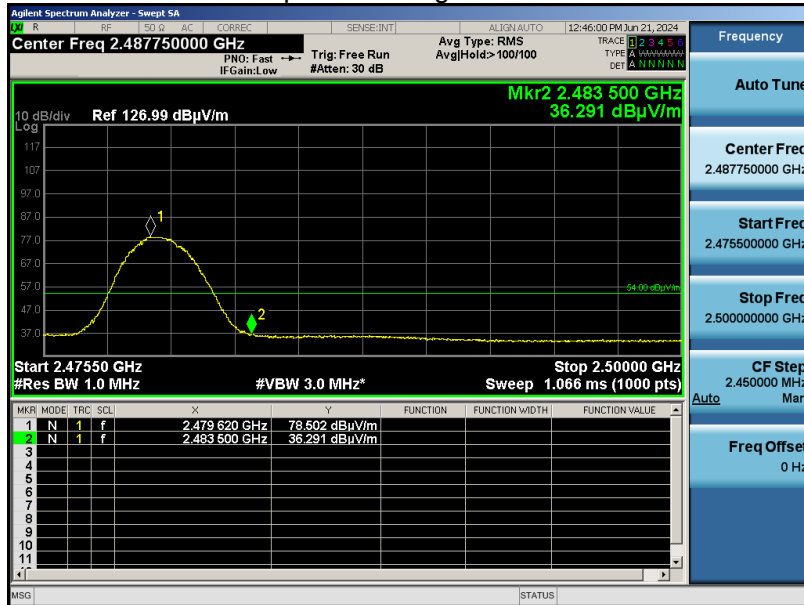 Agilent Spectrum Analyzer - Swept SA
LXI R RF 50 Ω AC CORREC SENSE:INT ALIGN AUTO 12:46:00 PM Jun 21, 2024
Center Freq 2.487750000 GHz
PNO: Fast
IFGain:Low
Trig: Free Run
#Atten: 30 dB
Avg Type: RMS
Avg|Hold:>100/100
TRACE 1 2 3 4 5 6
TYPE A
DET A N N N N N
Mkr2 2.483 500 GHz
36.291 dBµV/m
10 dB/div Ref 126.99 dBµV/m
Log
117
107
97.0
87.0
77.0
67.0
57.0
47.0
37.0
1
2
54.00 dBµV/m
Start 2.47550 GHz Stop 2.50000 GHz
#Res BW 1.0 MHz #VBW 3.0 MHz* Sweep 1.066 ms (1000 pts)
MKR MODE TRC SCL X Y FUNCTION FUNCTION WIDTH FUNCTION VALUE
1 N 1 f 2.479 620 GHz 78.502 dBµV/m
2 N 1 f 2.483 500 GHz 36.291 dBµV/m
3
4
5
6
7
8
9
10
11
MSG STATUS
Frequency
Auto Tune
Center Freq
2.487750000 GHz
Start Freq
2.475500000 GHz
Stop Freq
2.500000000 GHz
CF Step
2.450000 MHz
Auto Man
Freq Offset
0 Hz